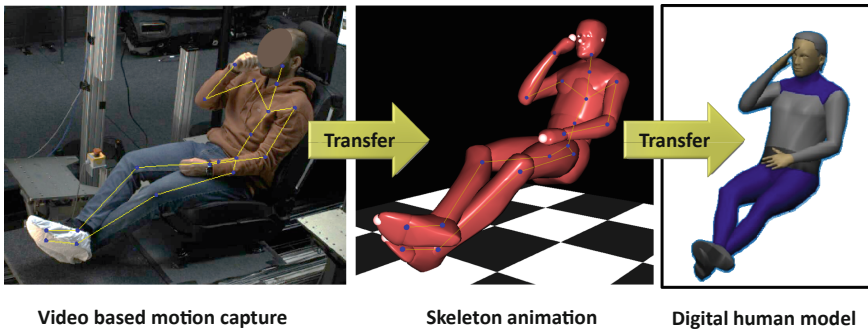 Transfer
Transfer
Video based motion capture
Skeleton animation
Digital human model